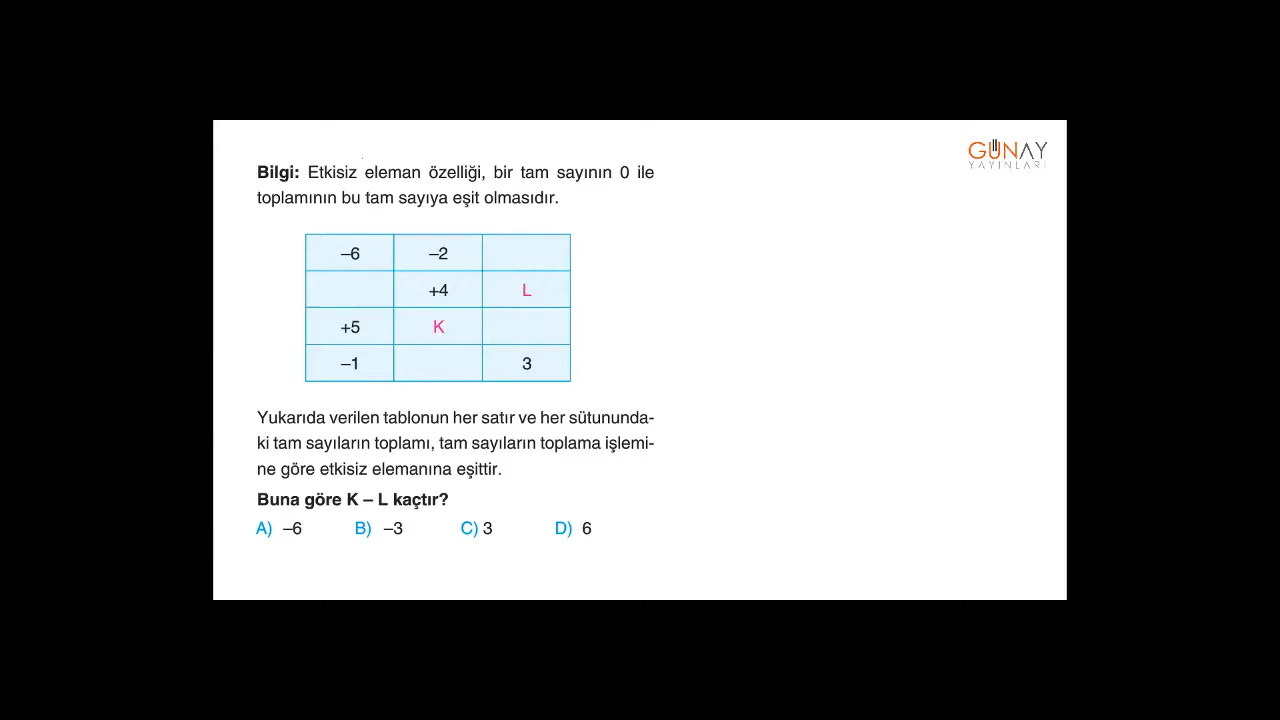 GÜNAY
YAYINLARI
Bilgi: Etkisiz eleman özelliği, bir tam sayının 0 ile
toplamının bu tam sayıya eşit olmasıdır.
–6 –2
+4 L
+5 K
–1 3
Yukarıda verilen tablonun her satır ve her sütununda-
ki tam sayıların toplamı, tam sayıların toplama işlemi-
ne göre etkisiz elemanına eşittir.
Buna göre K – L kaçtır?
A) –6 B) –3 C) 3 D) 6